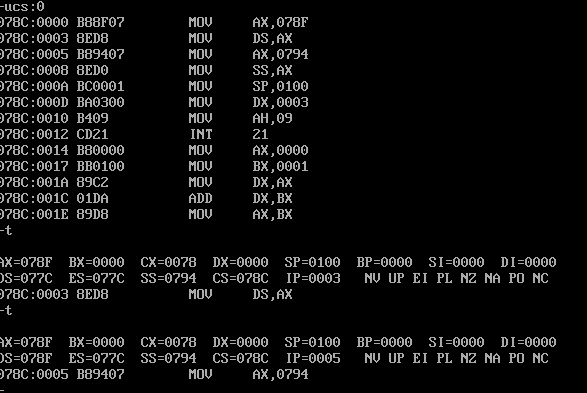 -ucs:0
078C:0000 B88F07 MOV AX,078F
078C:0003 8ED8 MOV DS,AX
078C:0005 B89407 MOV AX,0794
078C:0008 8ED0 MOV SS,AX
078C:000A BC0001 MOV SP,0100
078C:000D BA0300 MOV DX,0003
078C:0010 B409 MOV AH,09
078C:0012 CD21 INT 21
078C:0014 B80000 MOV AX,0000
078C:0017 BB0100 MOV BX,0001
078C:001A 89C2 MOV DX,AX
078C:001C 01DA ADD DX,BX
078C:001E 89D8 MOV AX,BX
-t
AX=078F BX=0000 CX=0078 DX=0000 SP=0100 BP=0000 SI=0000 DI=0000
DS=077C ES=077C SS=0794 CS=078C IP=0003 NV UP EI PL NZ NA PO NC
078C:0003 8ED8 MOV DS,AX
-t
AX=078F BX=0000 CX=0078 DX=0000 SP=0100 BP=0000 SI=0000 DI=0000
DS=078F ES=077C SS=0794 CS=078C IP=0005 NV UP EI PL NZ NA PO NC
078C:0005 B89407 MOV AX,0794
-